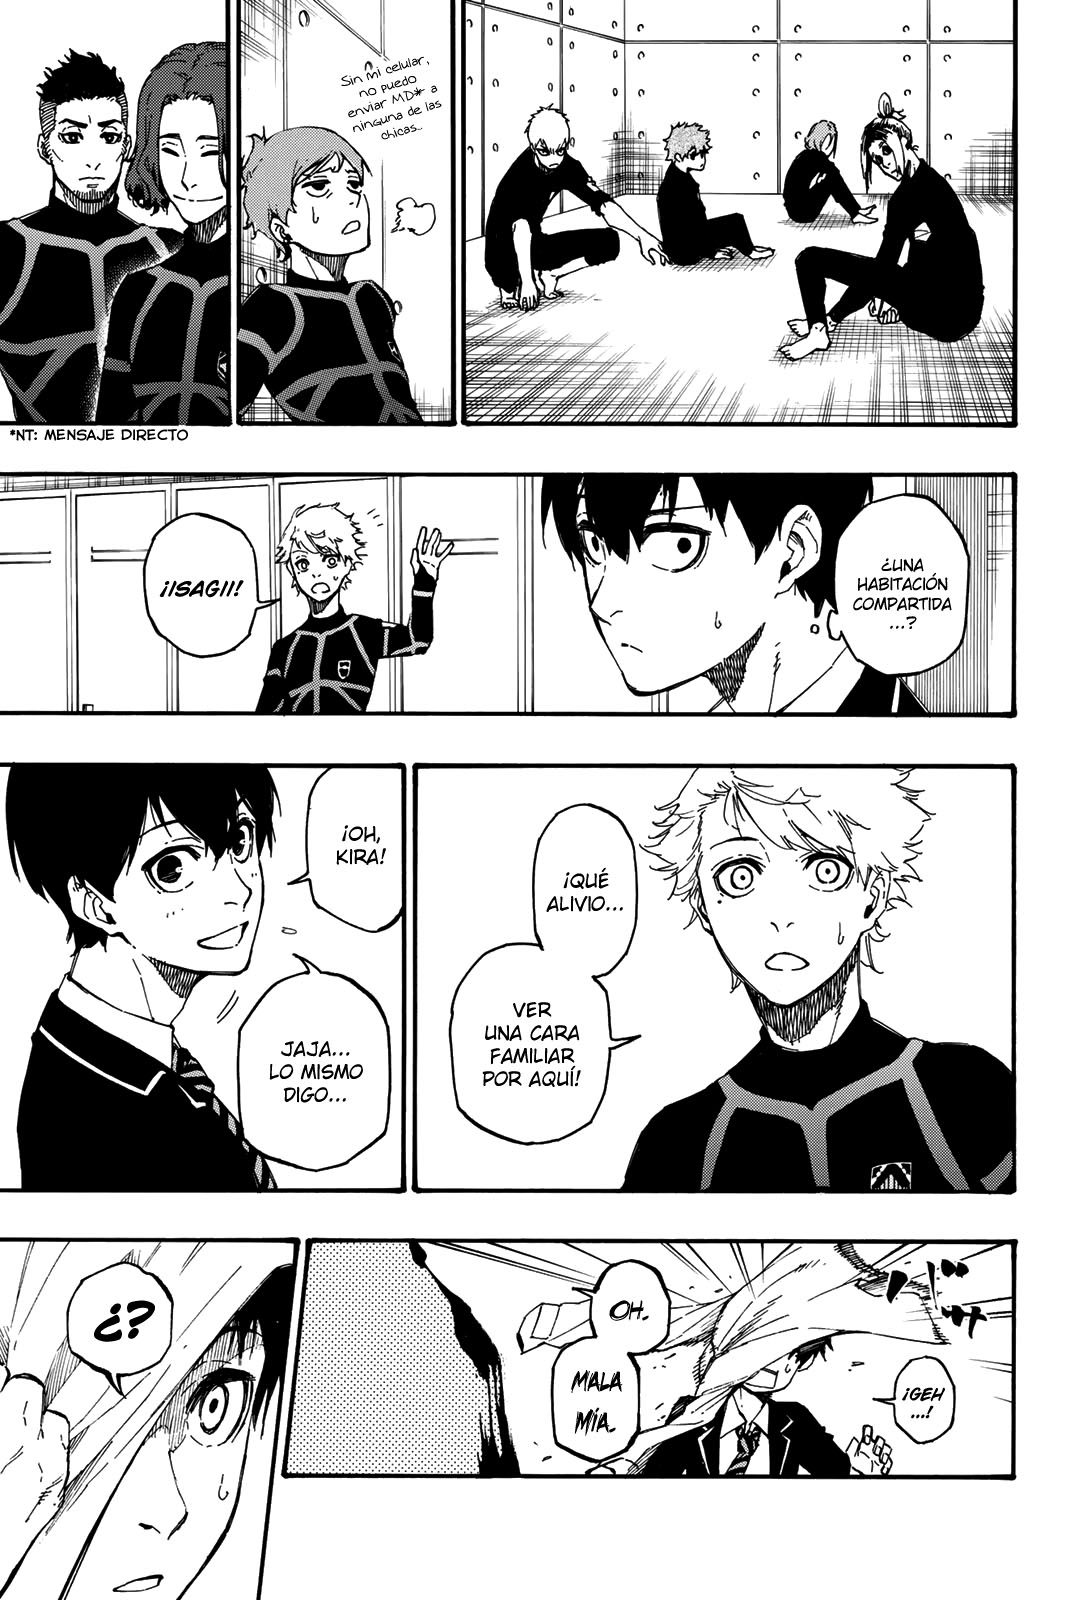 Sin mi celular,
no puedo
enviar MD* a
ninguna de las
chicas...
*NT: MENSAJE DIRECTO
¿UNA
HABITACIÓN
COMPARTIDA
...?
¡ISAGI!
¡QUÉ
ALIVIO...
VER
UNA CARA
FAMILIAR
POR AQUÍ!
¡OH,
KIRA!
JAJA...
LO MISMO
DIGO...
¡GEH
...!
OH.
MALA
MÍA.
¿?